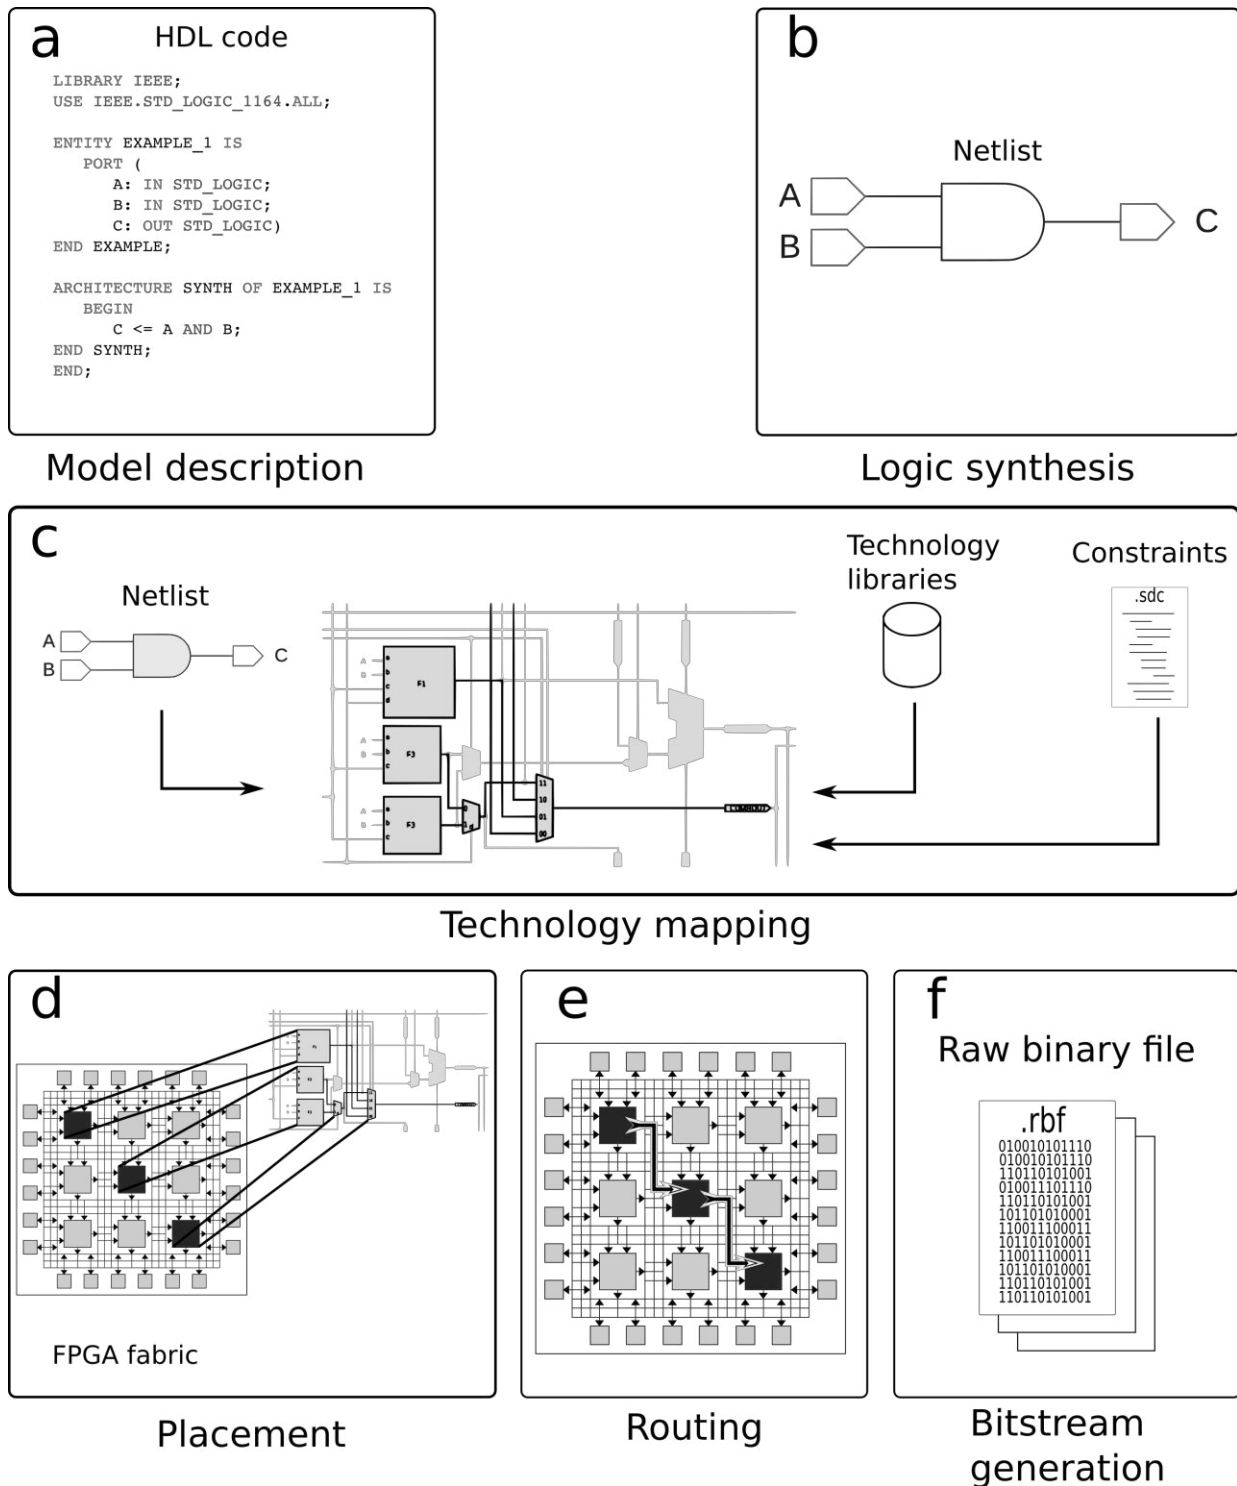 a
HDL code
LIBRARY IEEE;
USE IEEE.STD_LOGIC_1164.ALL;
ENTITY EXAMPLE_1 IS
PORT (
A: IN STD_LOGIC;
B: IN STD_LOGIC;
C: OUT STD_LOGIC)
END EXAMPLE;
ARCHITECTURE SYNTH OF EXAMPLE_1 IS
BEGIN
C <= A AND B;
END SYNTH;
END;
Model description
b
Netlist
A
B
C
Logic synthesis
c
Netlist
A
B
C
A
B
a
b
c
d
F1
A
B
a
b
c
F2
A
B
a
b
c
F3
0
1
11
10
01
00
COMBOUT
Technology
libraries
Constraints
.sdc
Technology mapping
d
FPGA fabric
Placement
e
Routing
f
Raw binary file
.rbf
010010101110
010010101110
110110101001
010011101110
110110101001
101101010001
110011100011
101101010001
110011100011
101101010001
110110101001
110110101001
Bitstream
generation